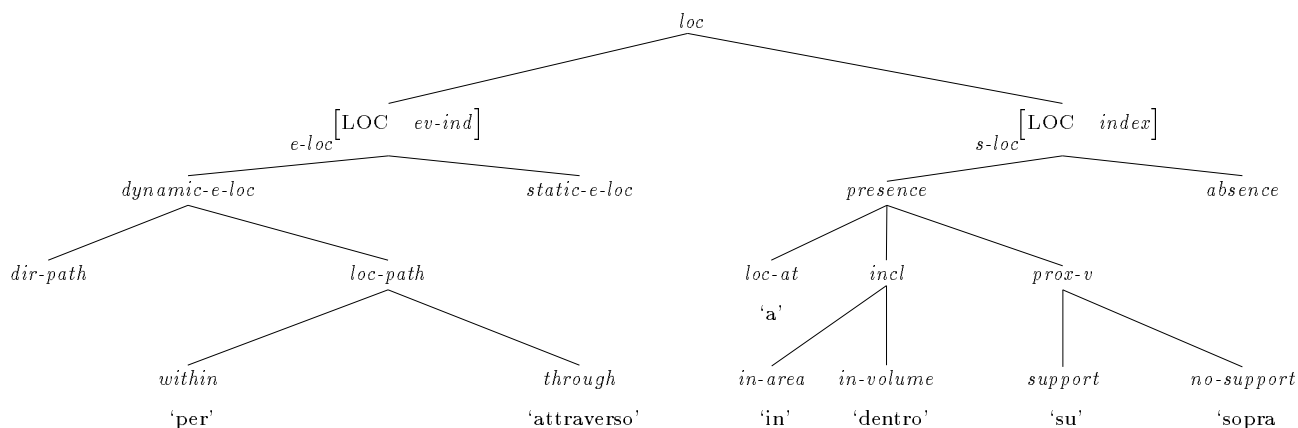 loc
[LOC ev-ind] [LOC index]
e-loc s-loc
dynamic-e-loc static-e-loc presence absence
dir-path loc-path loc-at incl prox-v
‘a’
within through in-area in-volume support no-support
‘per’ ‘attraverso’ ‘in’ ‘dentro’ ‘su’ ‘sopra